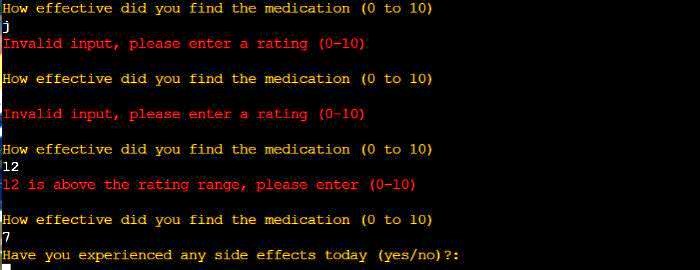 How effective did you find the medication (0 to 10)
j
Invalid input, please enter a rating (0-10)
How effective did you find the medication (0 to 10)
Invalid input, please enter a rating (0-10)
How effective did you find the medication (0 to 10)
12
12 is above the rating range, please enter (0-10)
How effective did you find the medication (0 to 10)
7
Have you experienced any side effects today (yes/no)?: